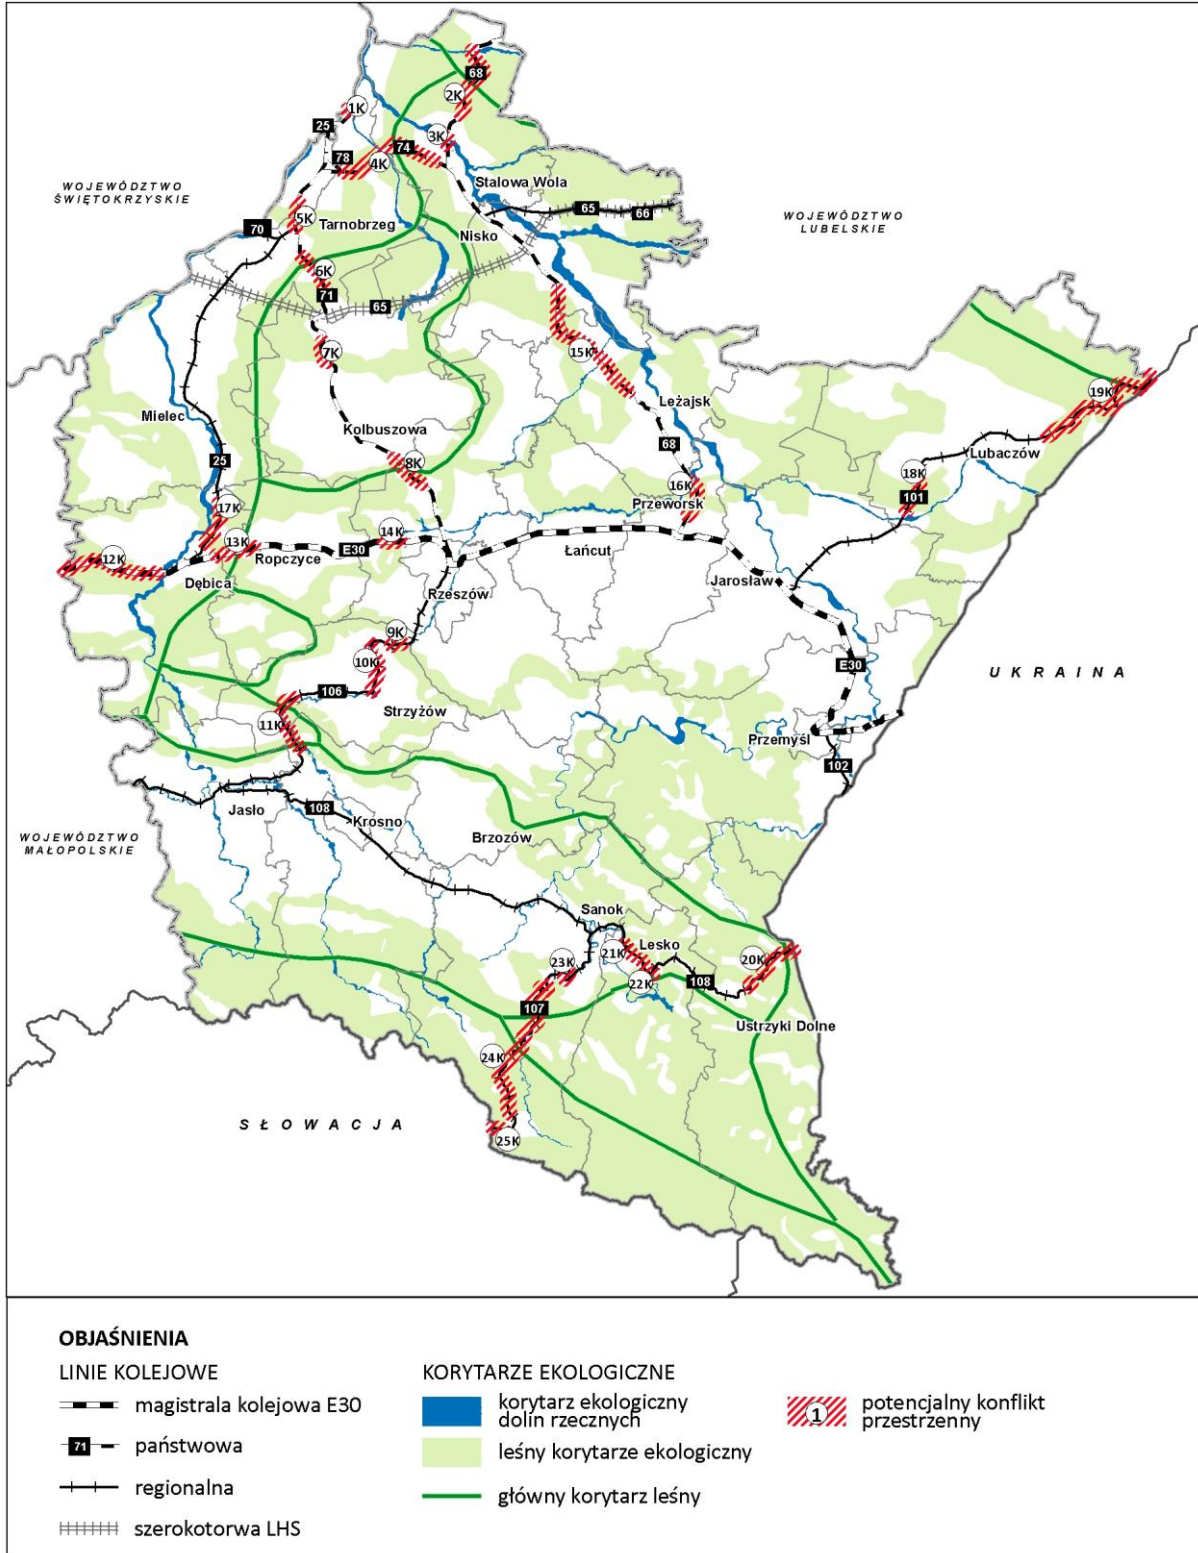 68
2K
1K
25
3K
74
78
4K
WOJEWÓDZTWO
ŚWIĘTOKRZYSKIE
Stalowa Wola
65
66
WOJEWÓDZTWO
LUBELSKIE
5K
70
Tarnobrzeg
Nisko
6K
71
65
7K
15K
19K
Mielec
Leżajsk
Kolbuszowa
68
Lubaczów
25
8K
18K
16K
101
17K
Przeworsk
14K
13K
E30
12K
Ropczyce
Łańcut
Dębica
Jarosław
Rzeszów
9K
10K
E30
UKRAINA
106
Strzyżów
11K
Przemyśl
102
Jasło
108
Krosno
WOJEWÓDZTWO
MAŁOPOLSKIE
Brzozów
Sanok
21K
Lesko
20K
23K
22K
108
107
Ustrzyki Dolne
24K
SŁOWACJA
25K
OBJAŚNIENIA
LINIE KOLEJOWE
magistrala kolejowa E30
71 państwowa
regionalna
szerokotorwa LHS
KORYTARZE EKOLOGICZNE
korytarz ekologiczny
dolin rzecznych
leśny korytarze ekologiczny
główny korytarz leśny
1 potencjalny konflikt
przestrzenny